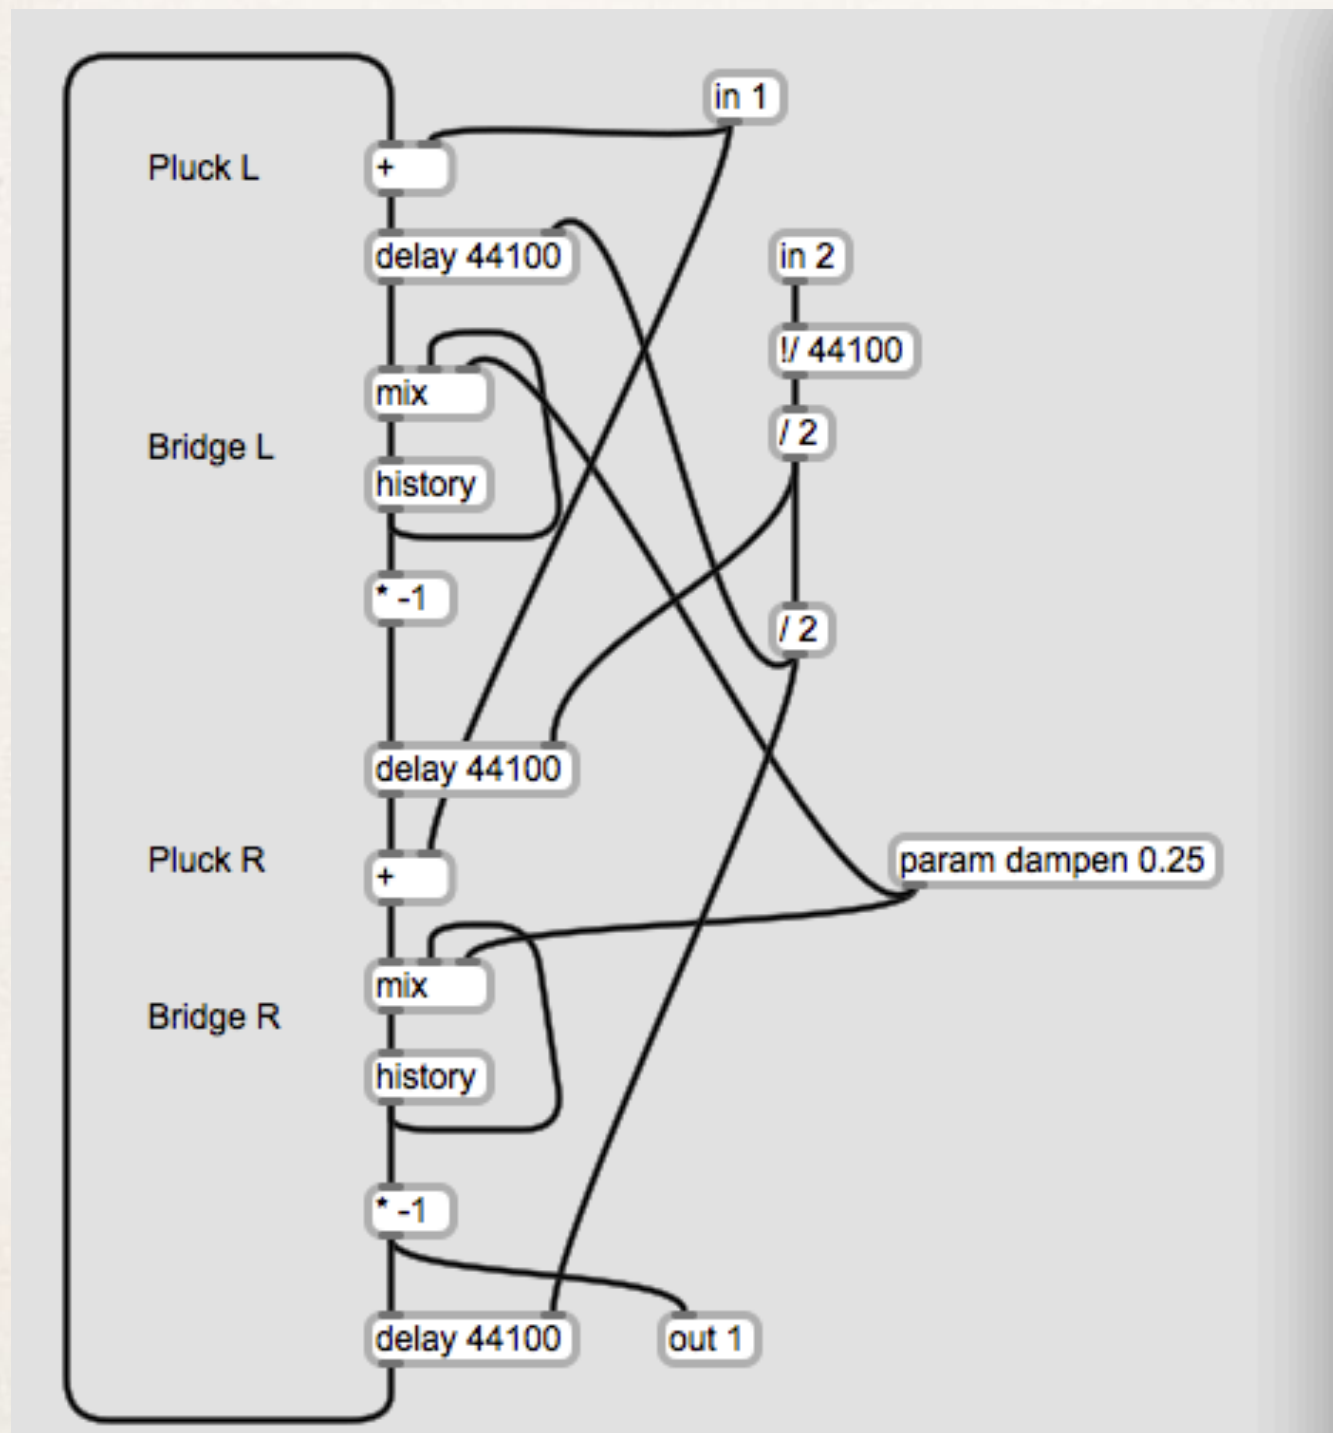 in 1
Pluck L
+
delay 44100
in 2
!/ 44100
mix
/ 2
Bridge L
history
* -1
/ 2
delay 44100
Pluck R
param dampen 0.25
+
mix
Bridge R
history
* -1
delay 44100
out 1